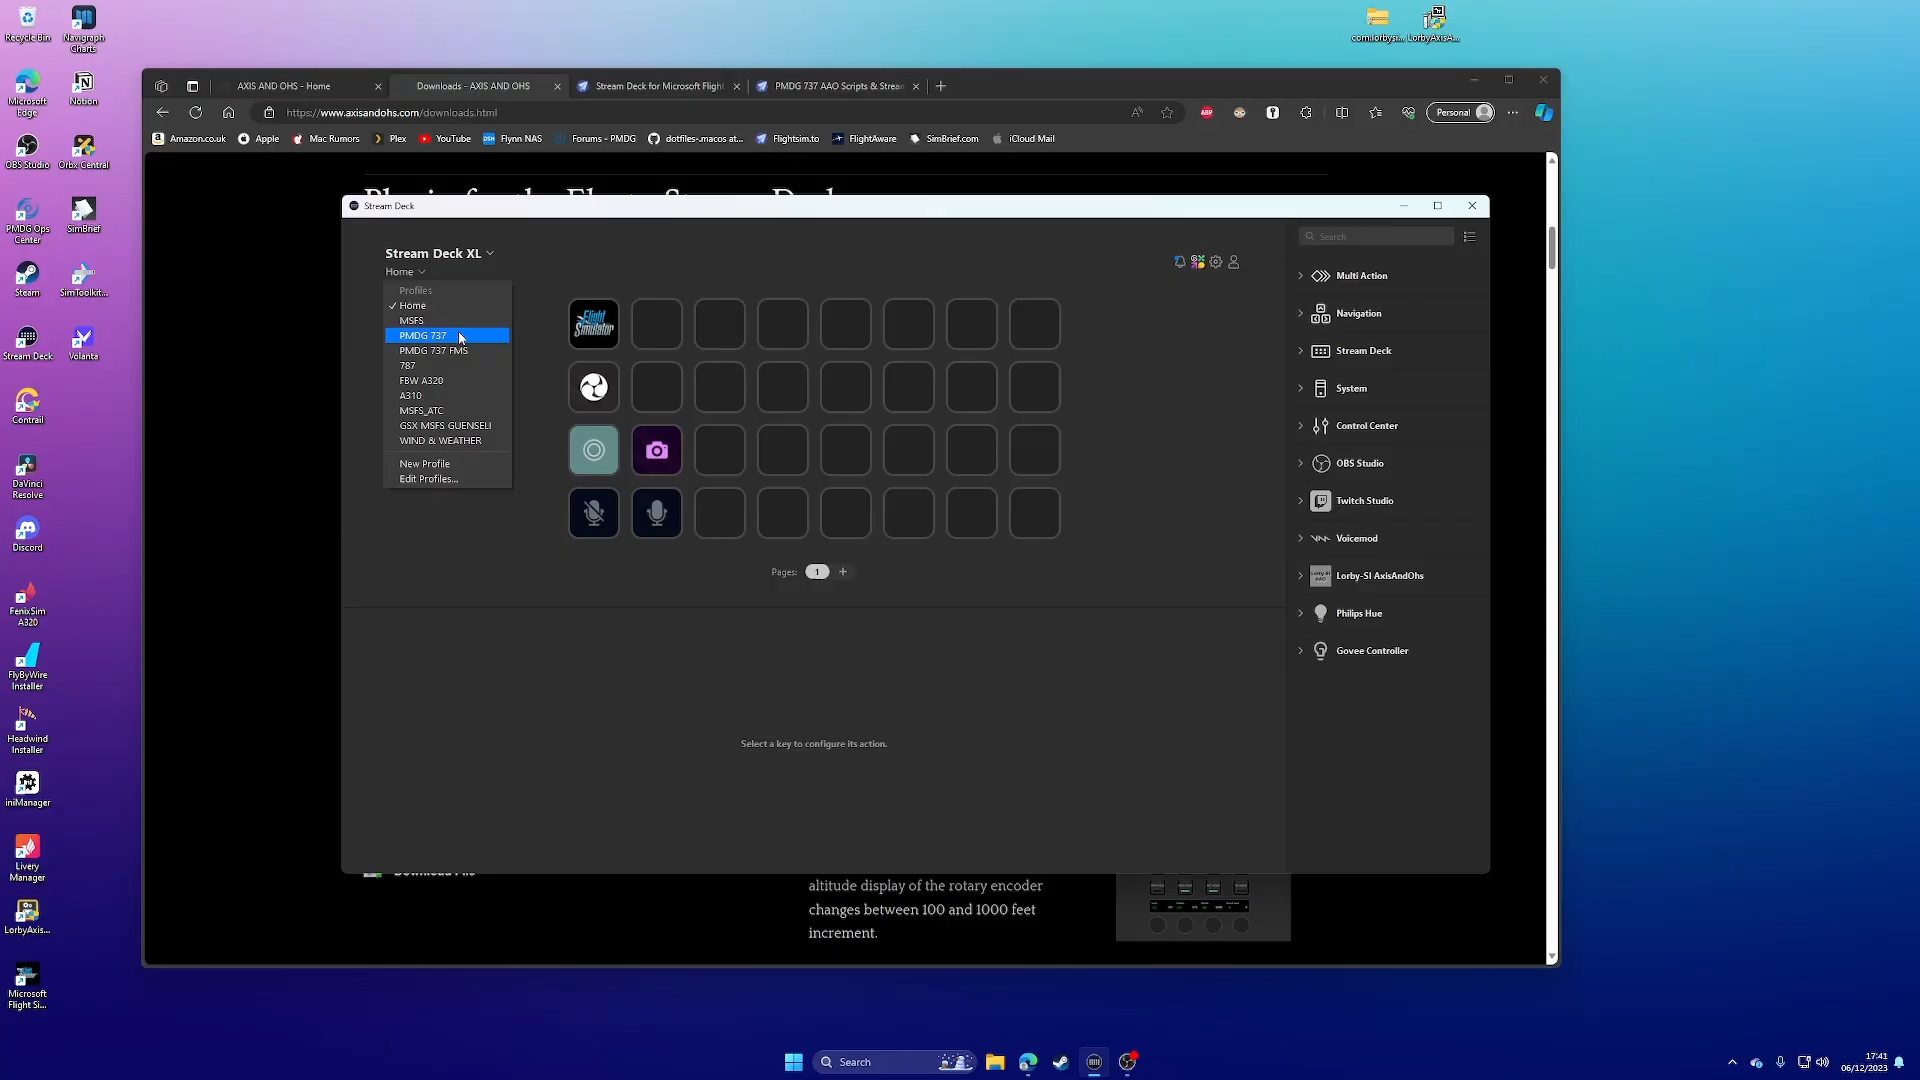 Recycle Bin
Navigraph
Charts
Microsoft
Edge
Notion
OBS Studio
Orbx Central
PMDG Ops
Center
SimBrief
Steam
SimToolkit...
Stream Deck
Volanta
Contrail
DaVinci
Resolve
Discord
FenixSim
A320
FlyByWire
Installer
Headwind
Installer
iniManager
Livery
Manager
LorbyAxis...
Microsoft
Flight Si...
com.lorbysi...
LorbyAxisA...
AXIS AND OHS - Home
Downloads - AXIS AND OHS
Stream Deck for Microsoft Flight
PMDG 737 AAO Scripts & Stream
https://www.axisandohs.com/downloads.html
ABP
Personal
Amazon.co.uk
Apple
Mac Rumors
Plex
YouTube
DSM
Flynn NAS
Forums - PMDG
dotfiles-.macos at...
Flightsim.to
FlightAware
SimBrief.com
iCloud Mail
Stream Deck
Stream Deck XL
Home
Profiles
Home
MSFS
PMDG 737
PMDG 737 FMS
787
FBW A320
A310
MSFS_ATC
GSX MSFS GUENSELI
WIND & WEATHER
New Profile
Edit Profiles...
Flight
Simulator
Pages:
1
Select a key to configure its action.
Search
Multi Action
Navigation
Stream Deck
System
Control Center
OBS Studio
Twitch Studio
Voicemod
Lorby-SI AxisAndOhs
Philips Hue
Govee Controller
altitude display of the rotary encoder
changes between 100 and 1000 feet
increment.
Search
17:41
06/12/2023